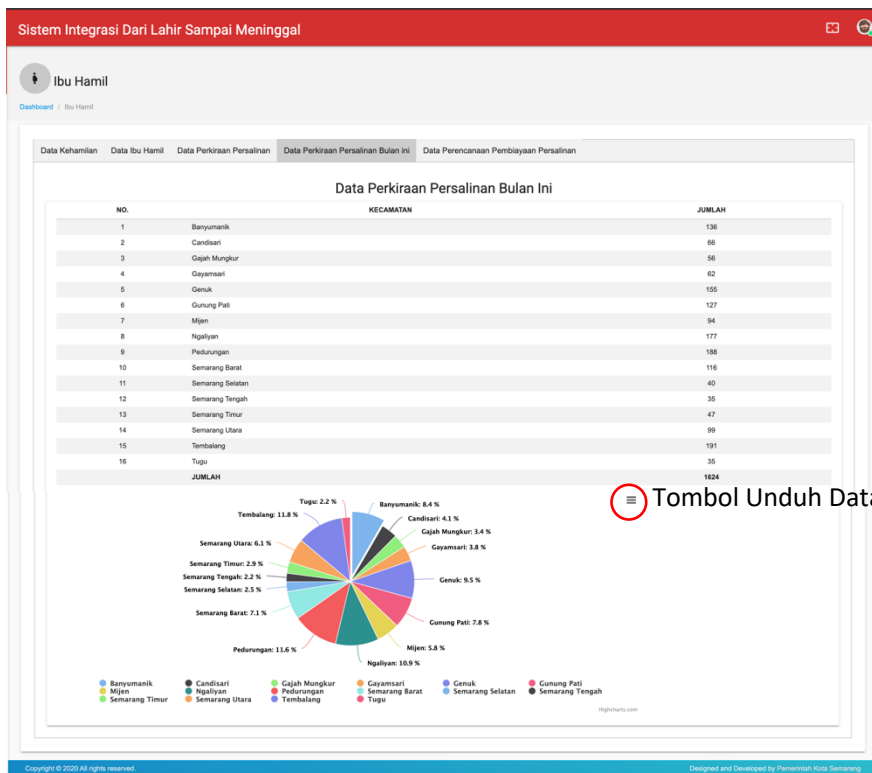 Sistem Integrasi Dari Lahir Sampai Meninggal
Ibu Hamil
Dashboard / Ibu Hamil
Data Kehamilan Data Ibu Hamil Data Perkiraan Persalinan Data Perkiraan Persalinan Bulan ini Data Perencanaan Pembiayaan Persalinan
Data Perkiraan Persalinan Bulan Ini
NO. KECAMATAN JUMLAH
1 Banyumanik 136
2 Candisari 66
3 Gajah Mungkur 56
4 Gayamsari 62
5 Genuk 155
6 Gunung Pati 127
7 Mijen 94
8 Ngaliyan 177
9 Pedurungan 188
10 Semarang Barat 116
11 Semarang Selatan 40
12 Semarang Tengah 35
13 Semarang Timur 47
14 Semarang Utara 99
15 Tembalang 191
16 Tugu 35
JUMLAH 1624
Tombol Unduh Data
Tugu: 2.2 %
Banyumanik: 8.4 %
Tembalang: 11.8 %
Candisari: 4.1 %
Gajah Mungkur: 3.4 %
Semarang Utara: 6.1 %
Gayamsari: 3.8 %
Semarang Timur: 2.9 %
Semarang Tengah: 2.2 %
Genuk: 9.5 %
Semarang Selatan: 2.5 %
Semarang Barat: 7.1 %
Gunung Pati: 7.8 %
Mijen: 5.8 %
Pedurungan: 11.6 %
Ngaliyan: 10.9 %
Banyumanik Candisari Gajah Mungkur Gayamsari Genuk Gunung Pati
Mijen Ngaliyan Pedurungan Semarang Barat Semarang Selatan Semarang Tengah
Semarang Timur Semarang Utara Tembalang Tugu
Highcharts.com
Copyright © 2020 All rights reserved. Designed and Developed by Pemerintah Kota Semarang